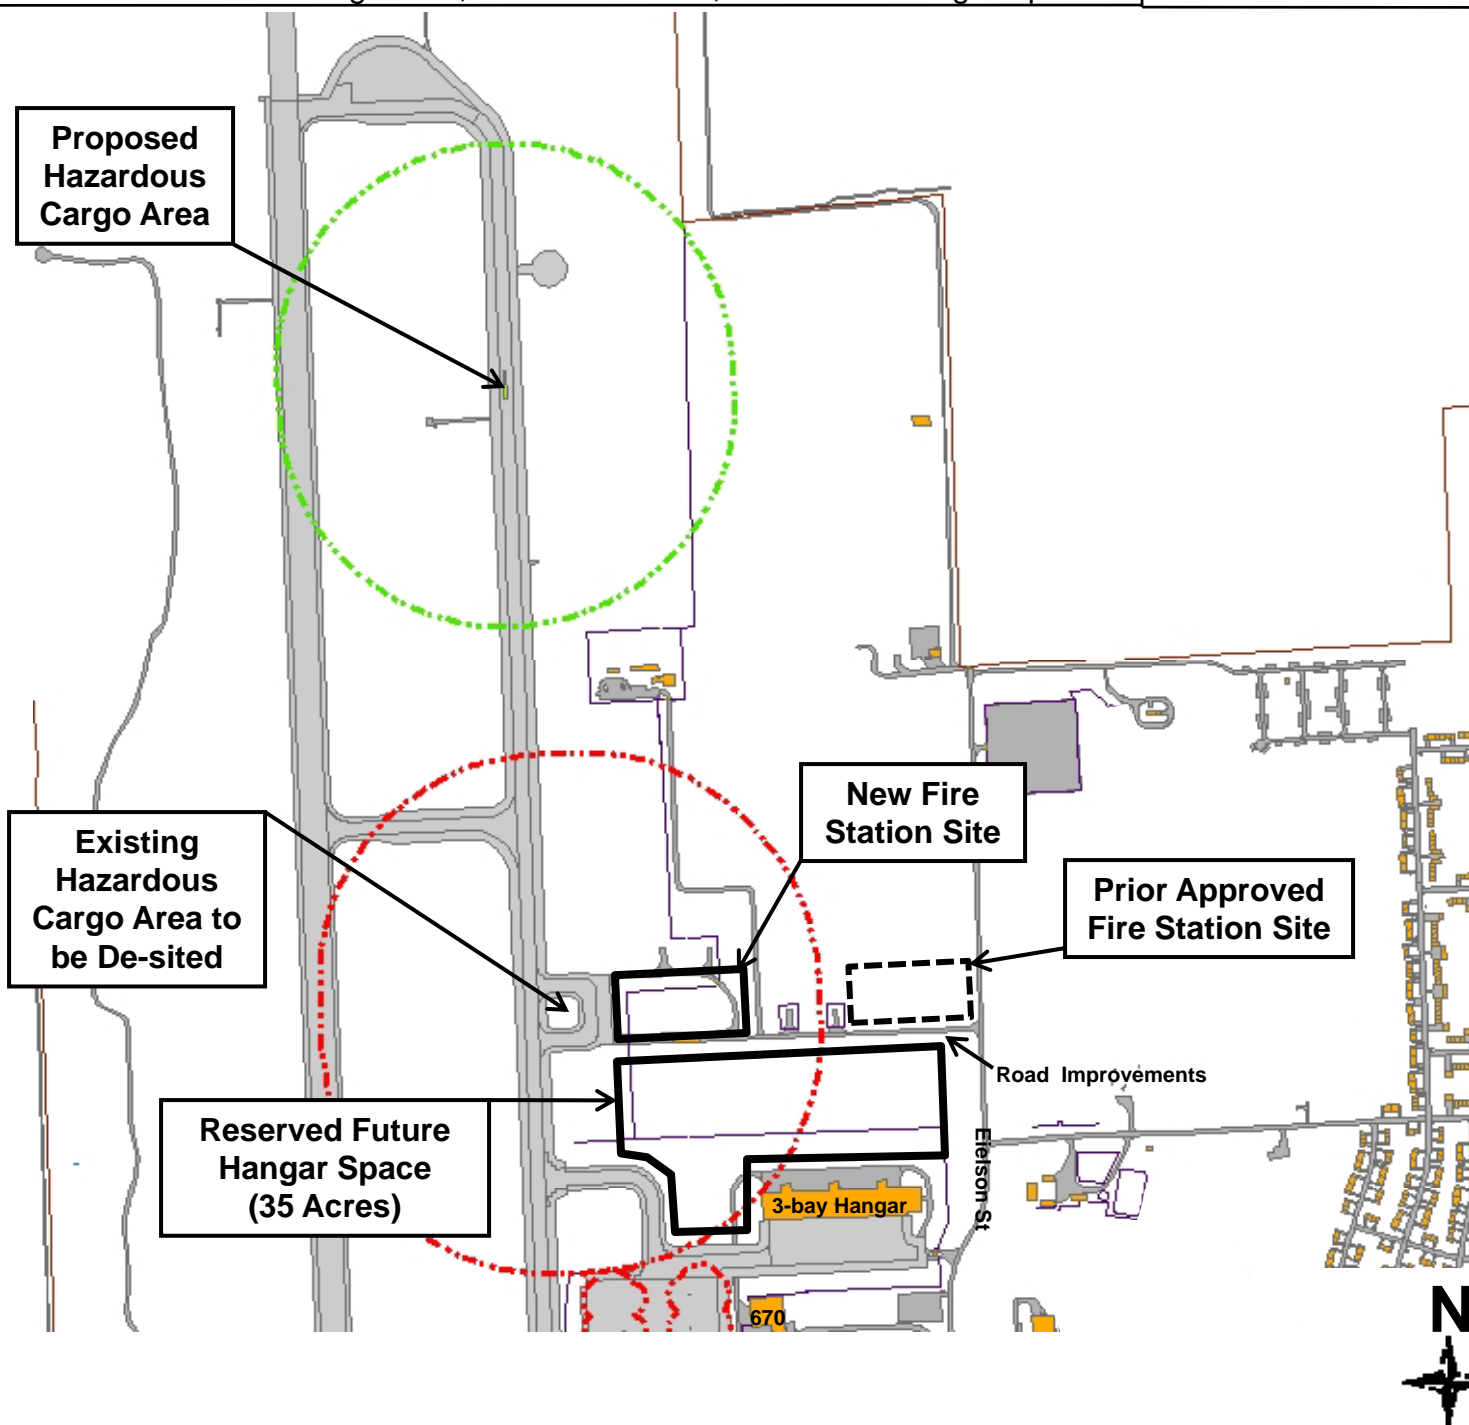 Proposed
Hazardous
Cargo Area
New Fire
Station Site
Existing
Hazardous
Cargo Area to
be De-sited
Prior Approved
Fire Station Site
Road Improvements
Reserved Future
Hangar Space
(35 Acres)
3-bay Hangar
Eielson St
670
N